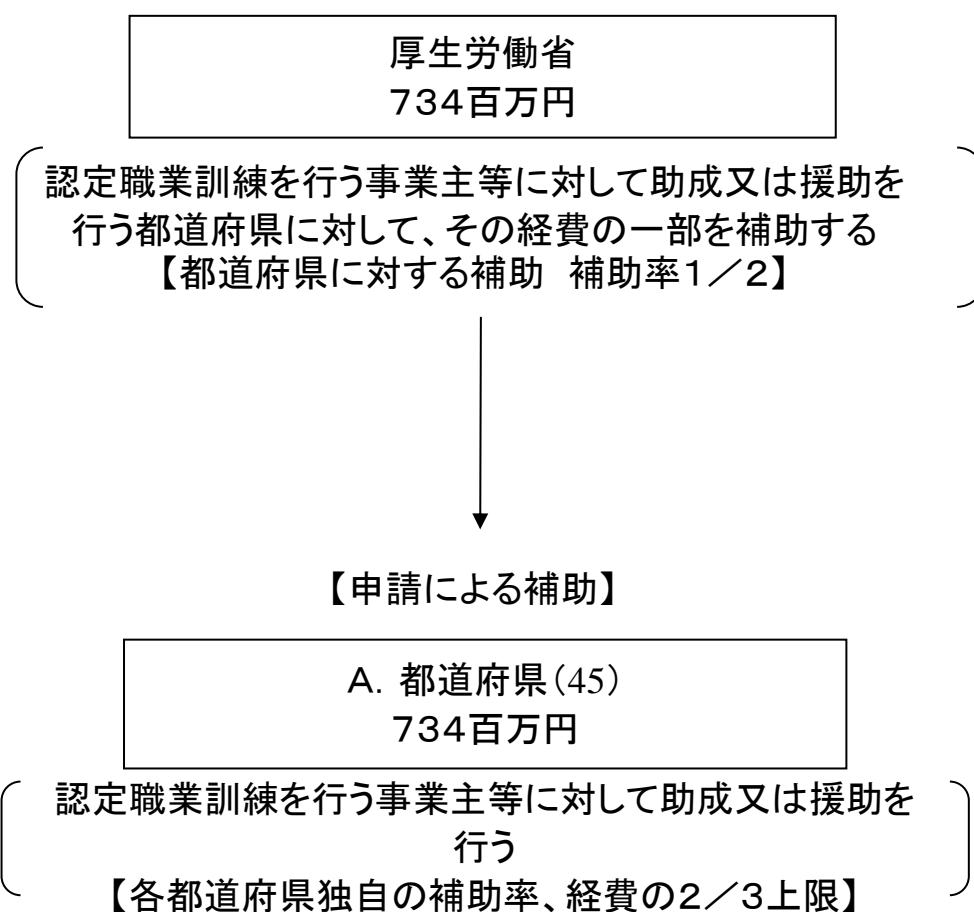 厚生労働省
７３４百万円
認定職業訓練を行う事業主等に対して助成又は援助を
行う都道府県に対して、その経費の一部を補助する
【都道府県に対する補助　補助率１／２】
【申請による補助】
Ａ．都道府県（45）
７３４百万円
認定職業訓練を行う事業主等に対して助成又は援助を
行う
【各都道府県独自の補助率、経費の２／３上限】